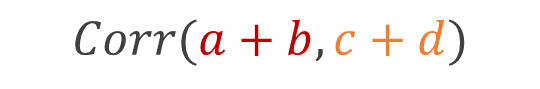 Corr(a + b, c + d)